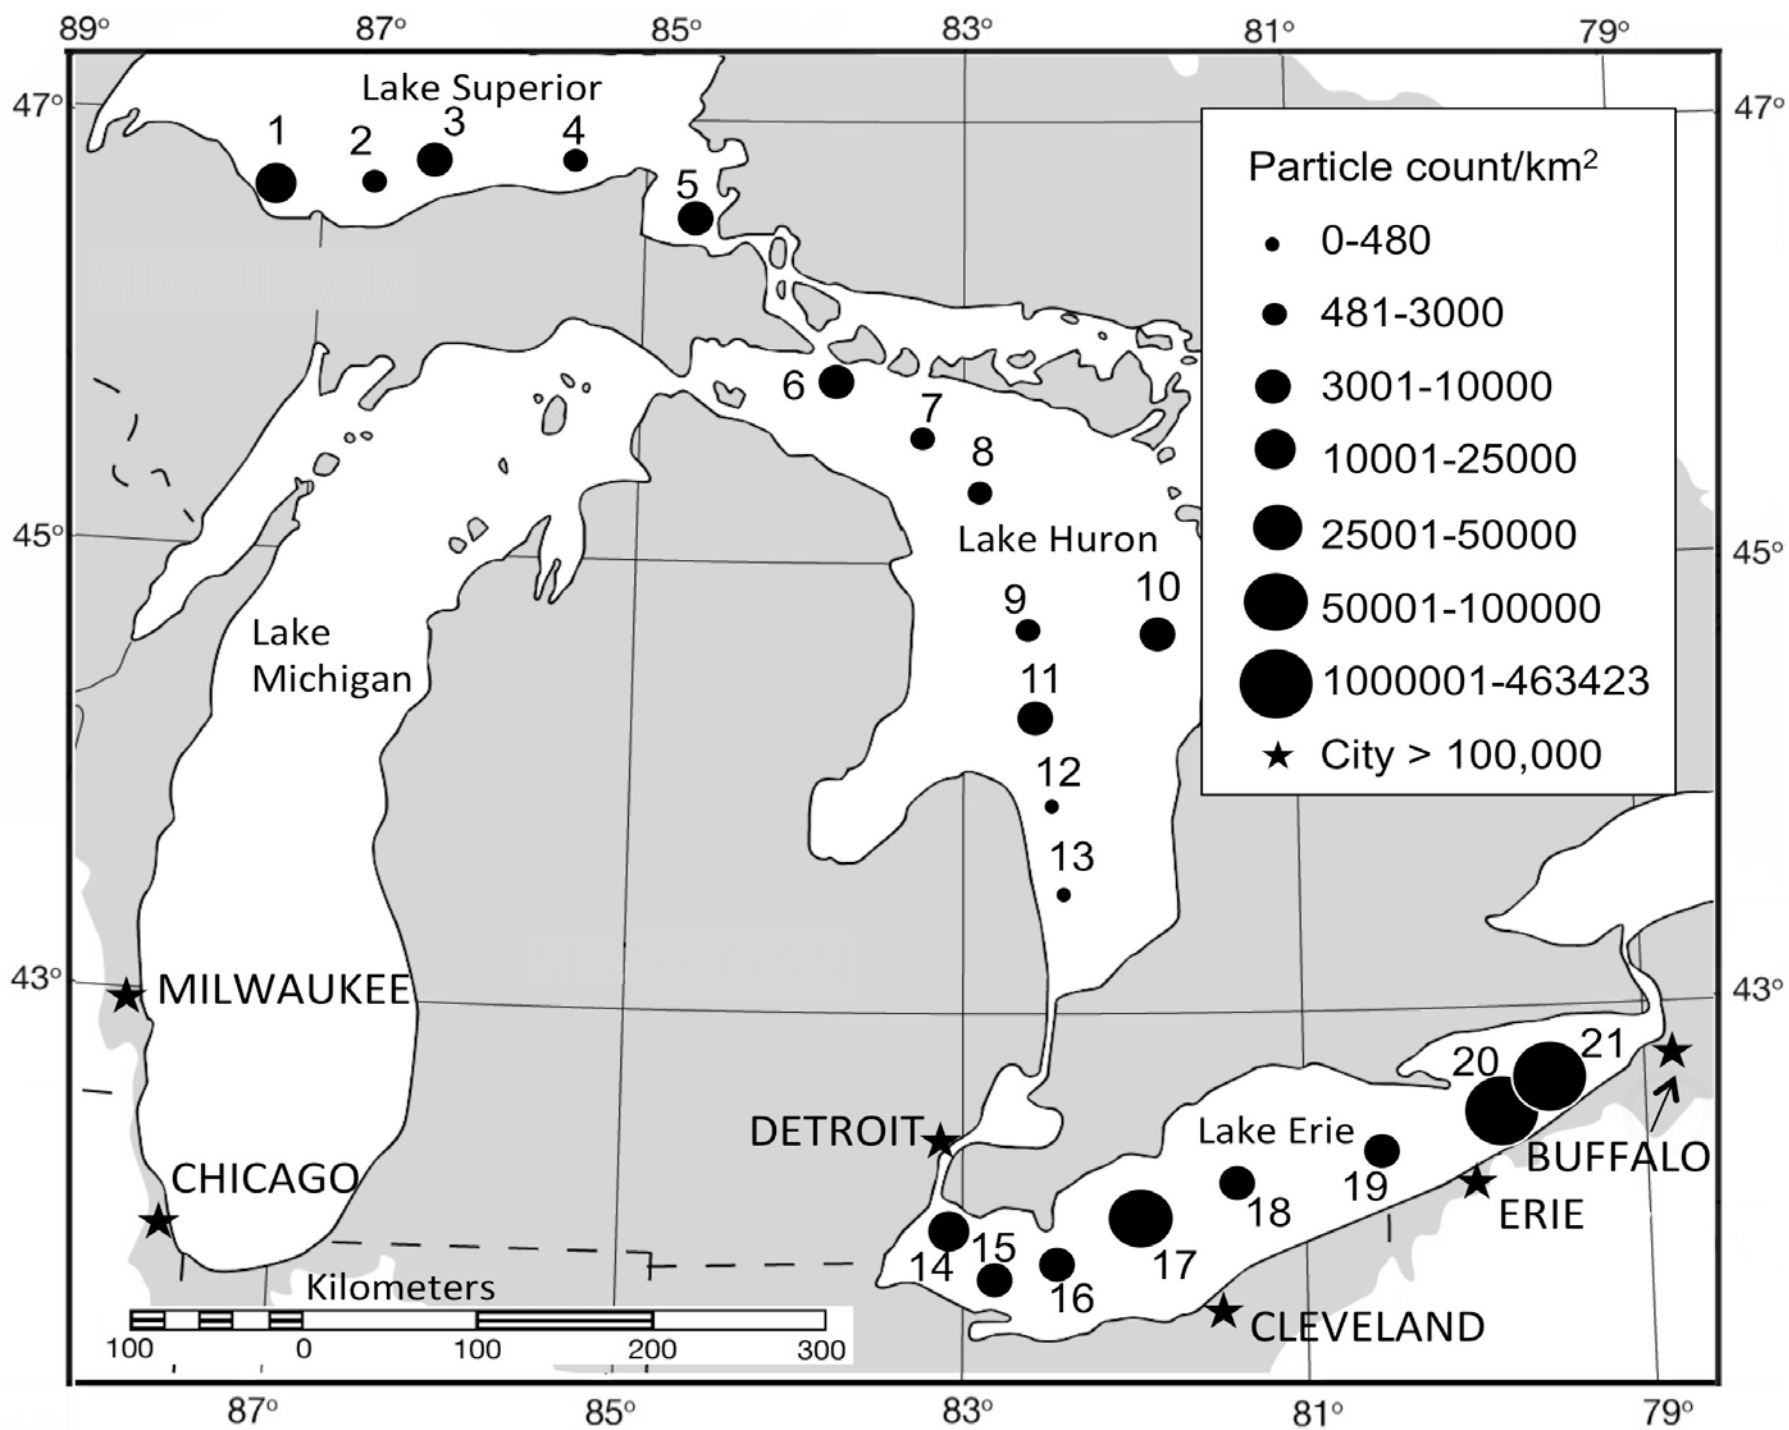 89° 87° 85° 83° 81° 79°
47° 47°
Lake Superior
1 2 3 4
5
MICHIGAN
Particle count/km²
0-480
481-3000
3001-10000
10001-25000
25001-50000
50001-100000
1000001-463423
City > 100,000
6
7
8
45° 45°
Lake Huron
9 10
Lake
Michigan
11
12
13
43° 43°
MILWAUKEE
MICHIGAN
20 21
DETROIT
Lake Erie
BUFFALO
CHICAGO
19
ERIE
18
14 15
17
16
Kilometers
CLEVELAND
100 0 100 200 300
87° 85° 83° 81° 79°